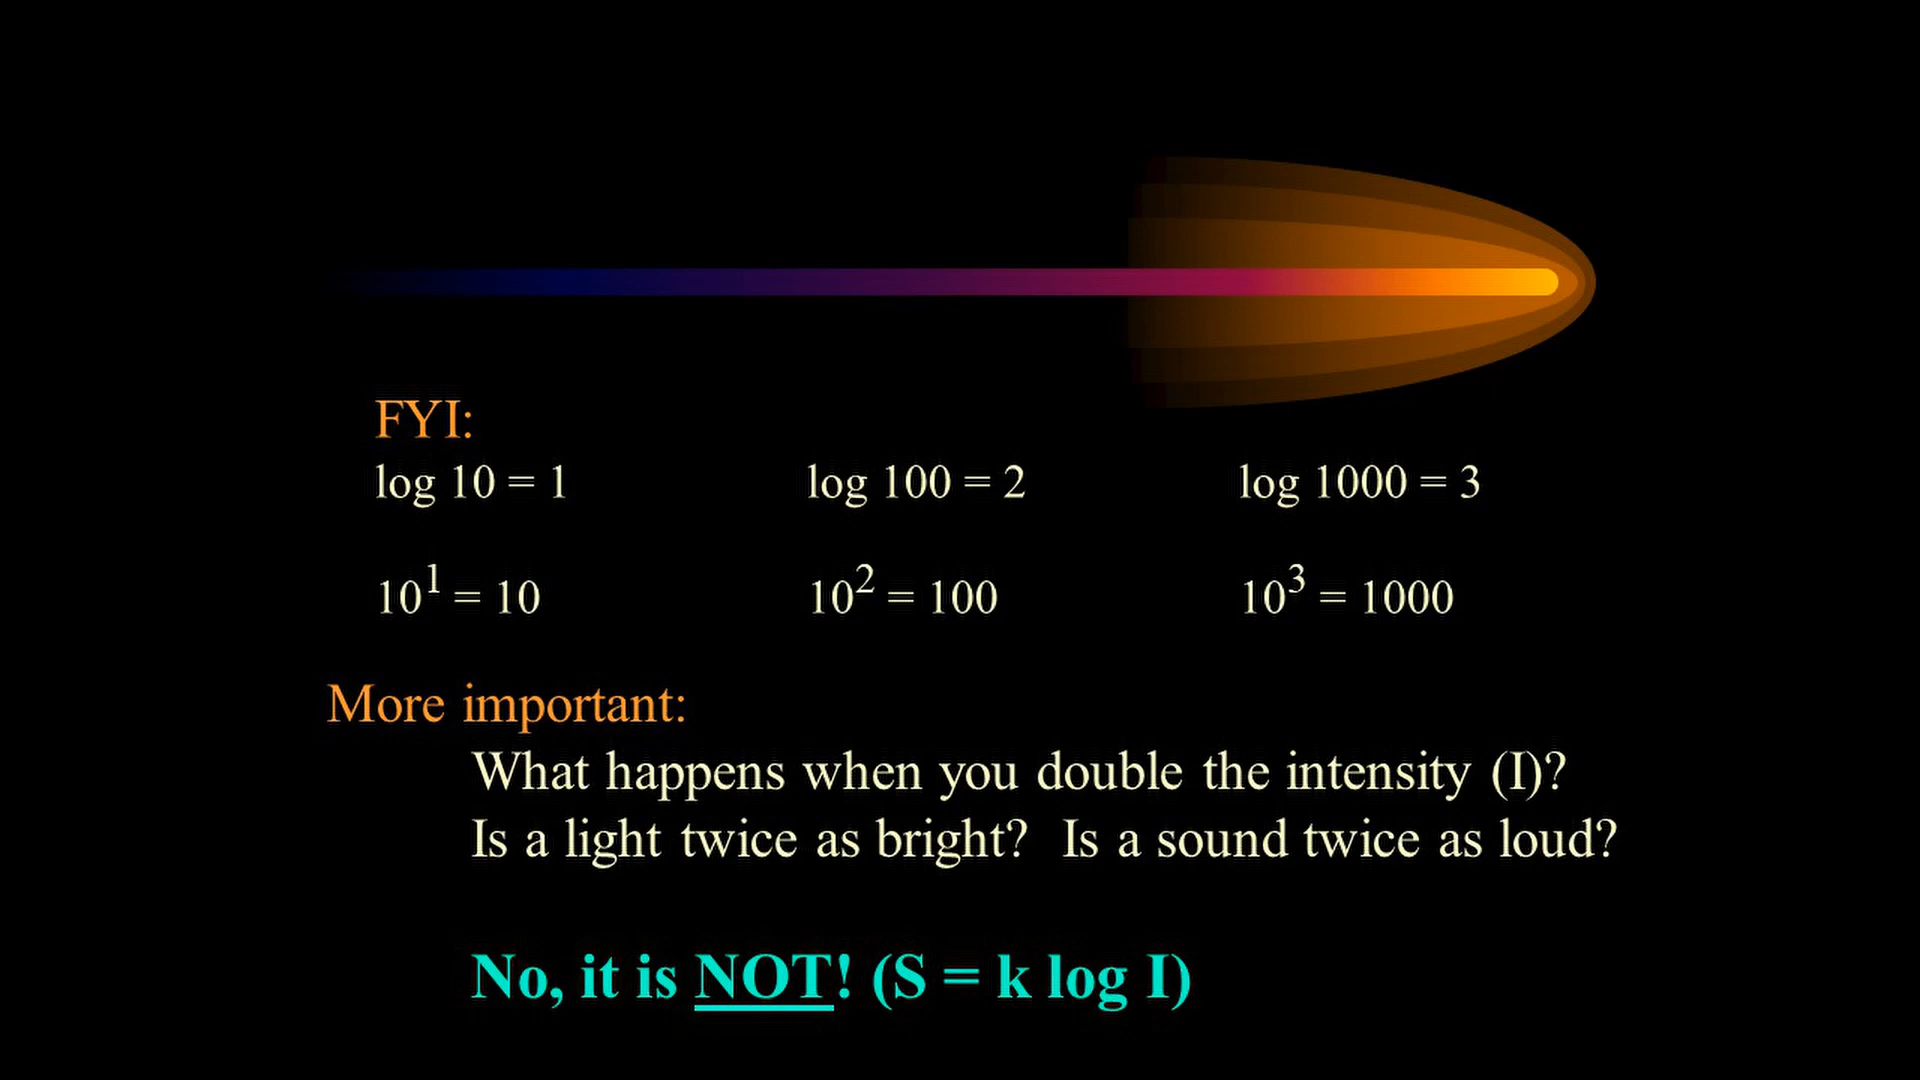 FYI:
log 10 = 1 log 100 = 2 log 1000 = 3
10¹ = 10 10² = 100 10³ = 1000
More important:
What happens when you double the intensity (I)?
Is a light twice as bright? Is a sound twice as loud?
No, it is NOT! (S = k log I)